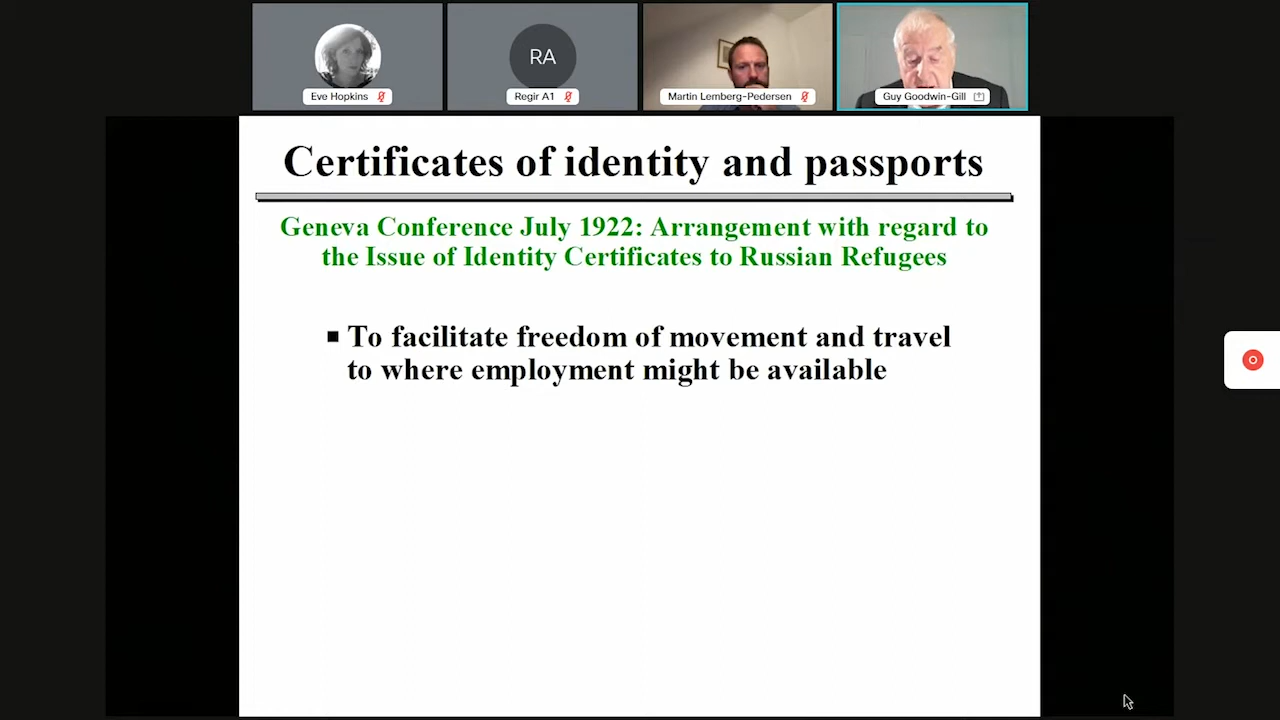 RA
Eve Hopkins
Regir A1
Martin Lemberg-Pedersen
Guy Goodwin-Gill
Certificates of identity and passports
Geneva Conference July 1922: Arrangement with regard to
the Issue of Identity Certificates to Russian Refugees
■ To facilitate freedom of movement and travel
to where employment might be available